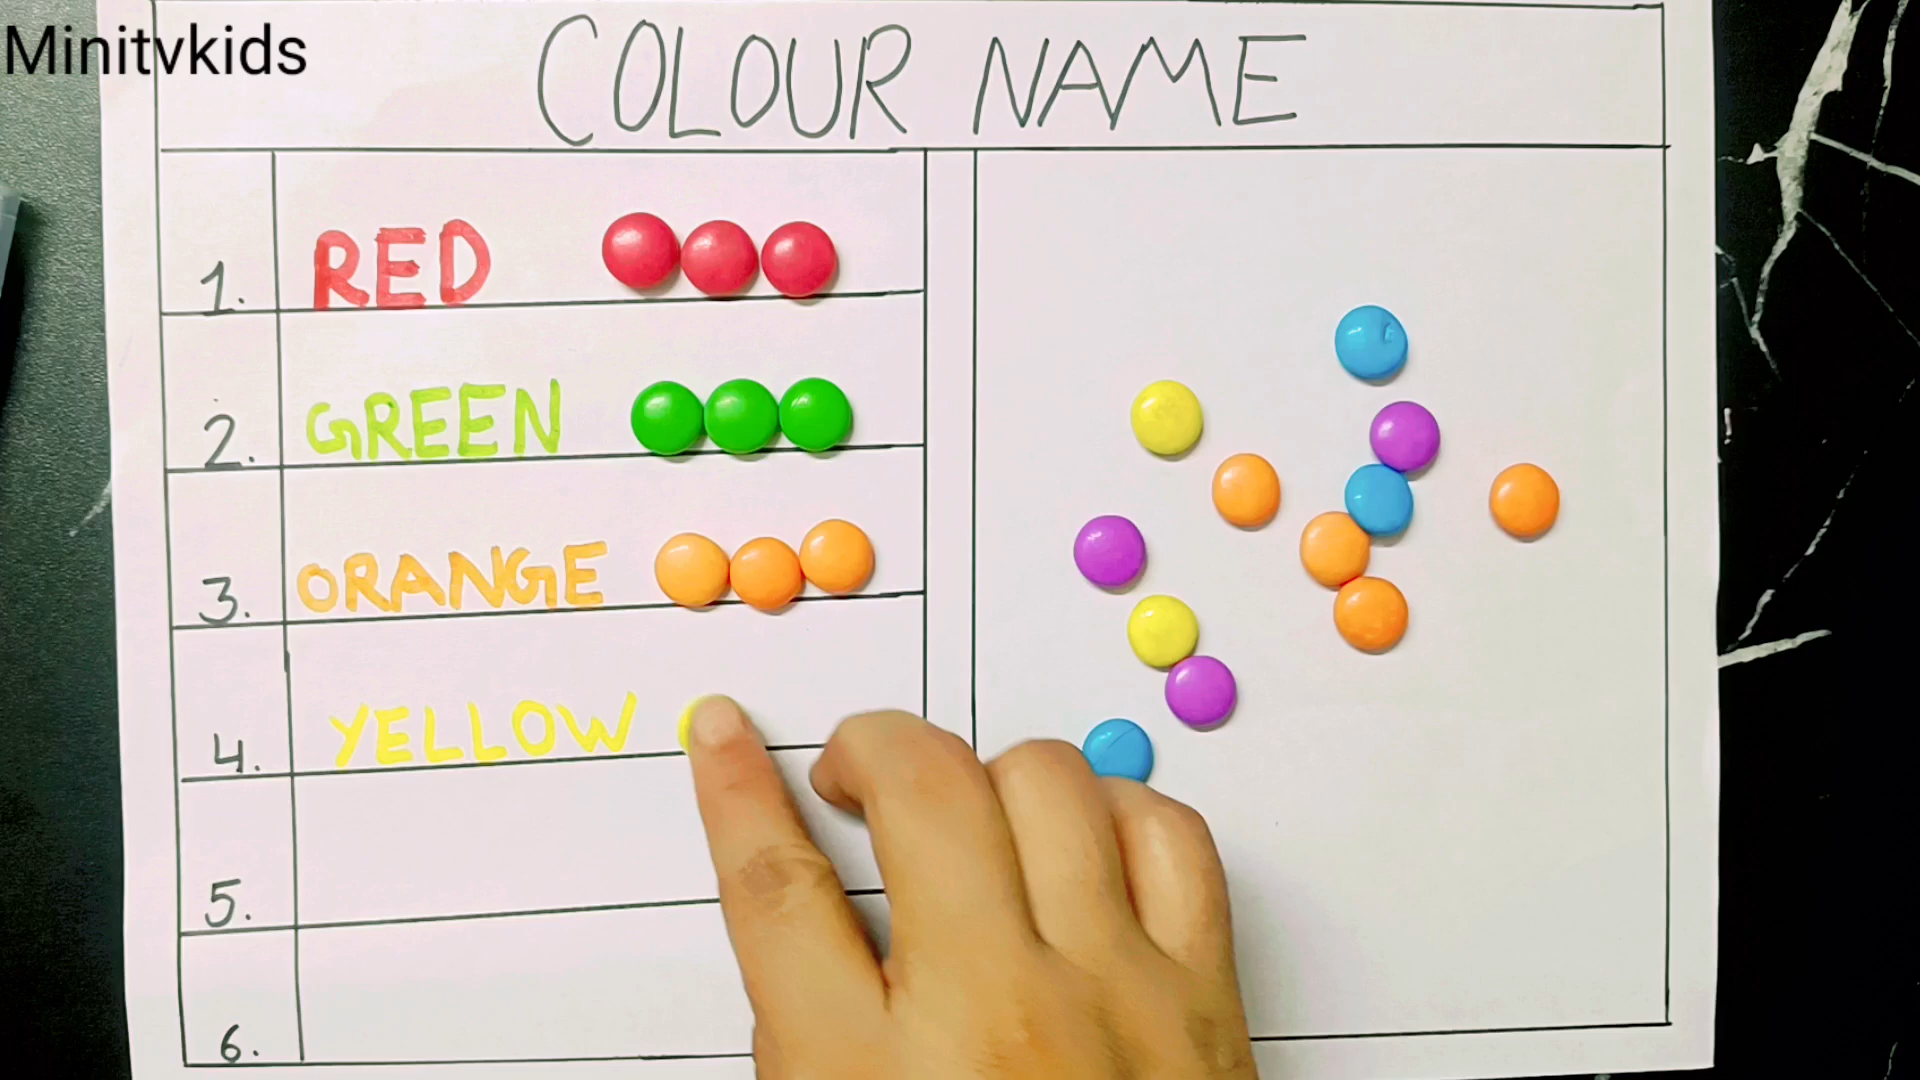 Minitvkids
COLOUR NAME
1. RED
2. GREEN
3. ORANGE
4. YELLOW
5.
6.